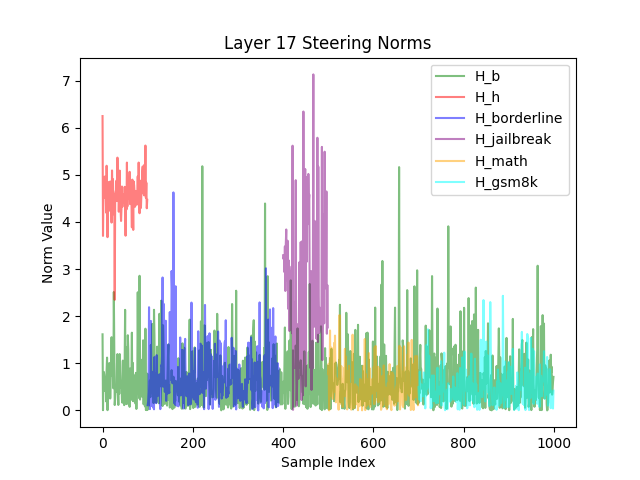 Layer 17 Steering Norms
Norm Value
7
6
5
4
3
2
1
0
0
200
400
600
800
1000
Sample Index
H_b
H_h
H_borderline
H_jailbreak
H_math
H_gsm8k